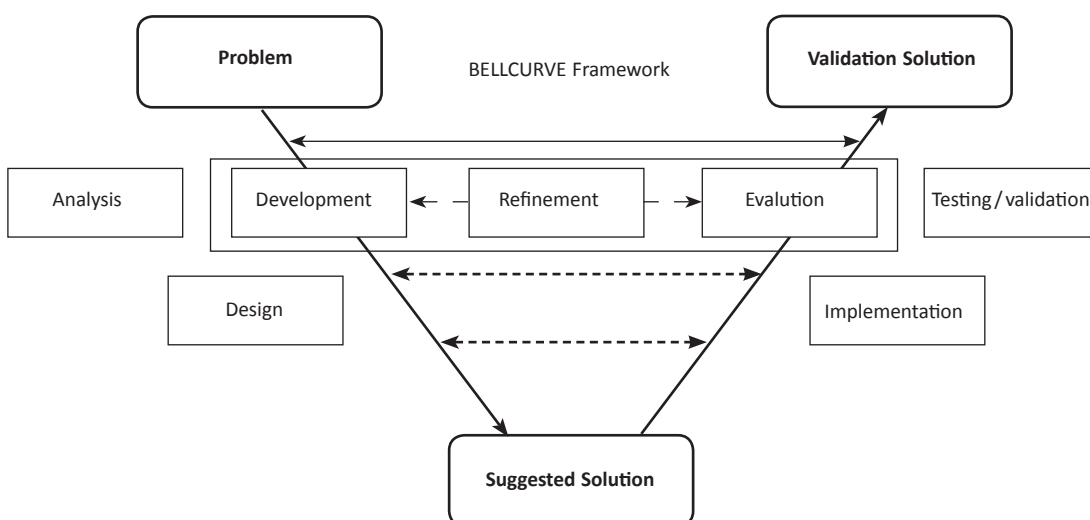 Problem
BELLCURVE Framework
Validation Solution
Analysis
Development
Refinement
Evalution
Testing/validation
Design
Implementation
Suggested Solution